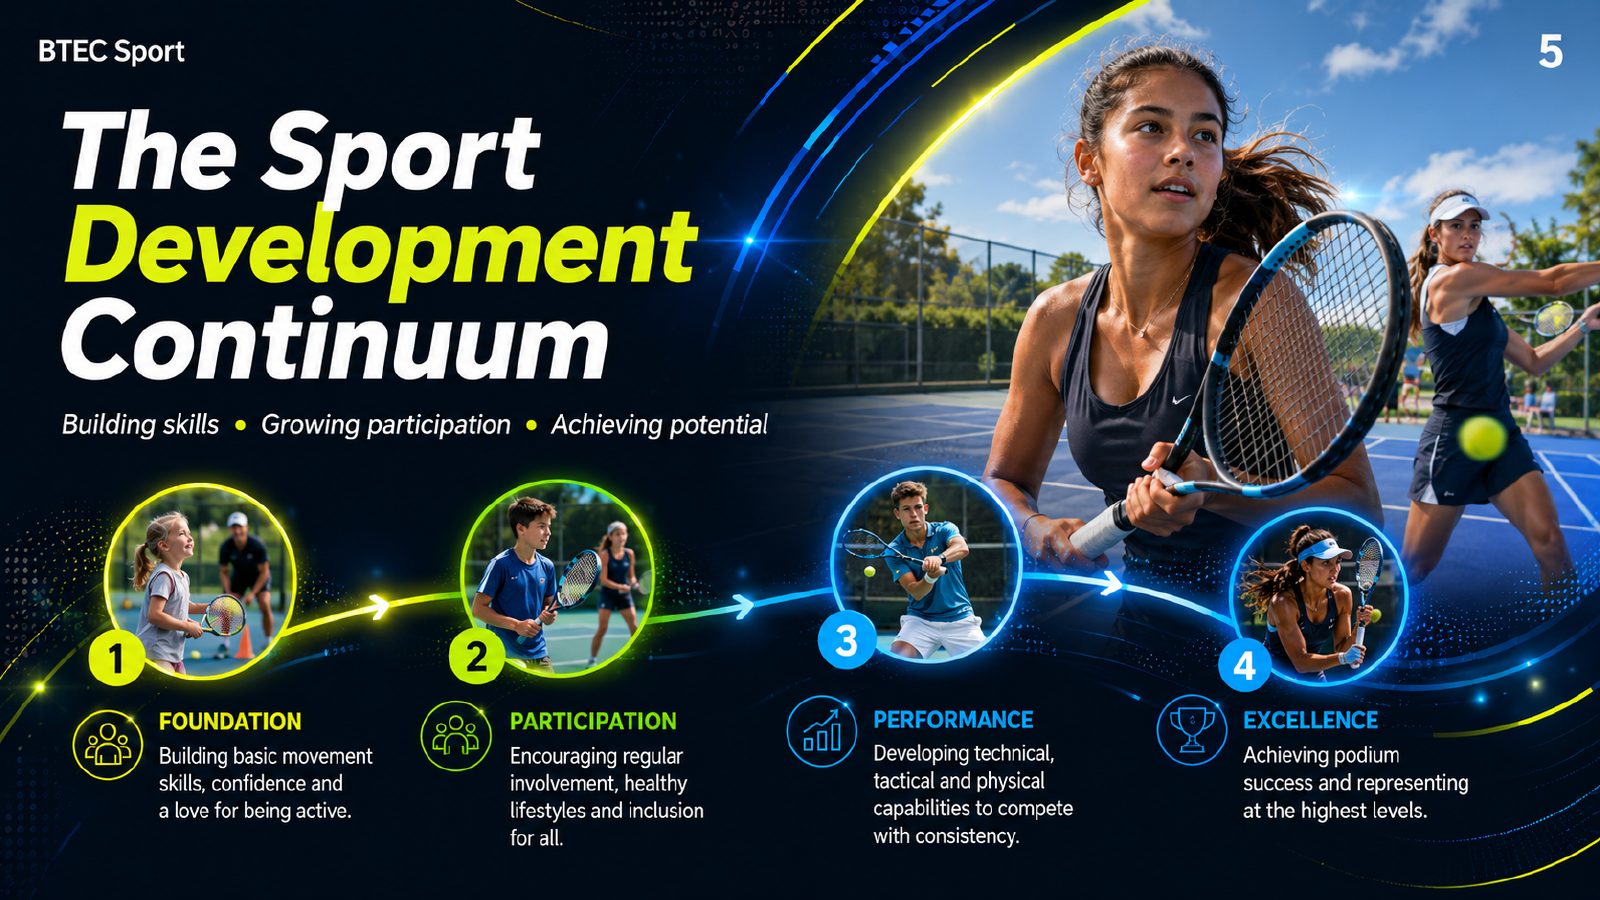 BTEC Sport
5
The Sport
Development
Continuum
Building skills • Growing participation • Achieving potential
1
FOUNDATION
Building basic movement
skills, confidence and
a love for being active.
2
PARTICIPATION
Encouraging regular
involvement, healthy
lifestyles and inclusion
for all.
3
PERFORMANCE
Developing technical,
tactical and physical
capabilities to compete
with consistency.
4
EXCELLENCE
Achieving podium
success and representing
at the highest levels.